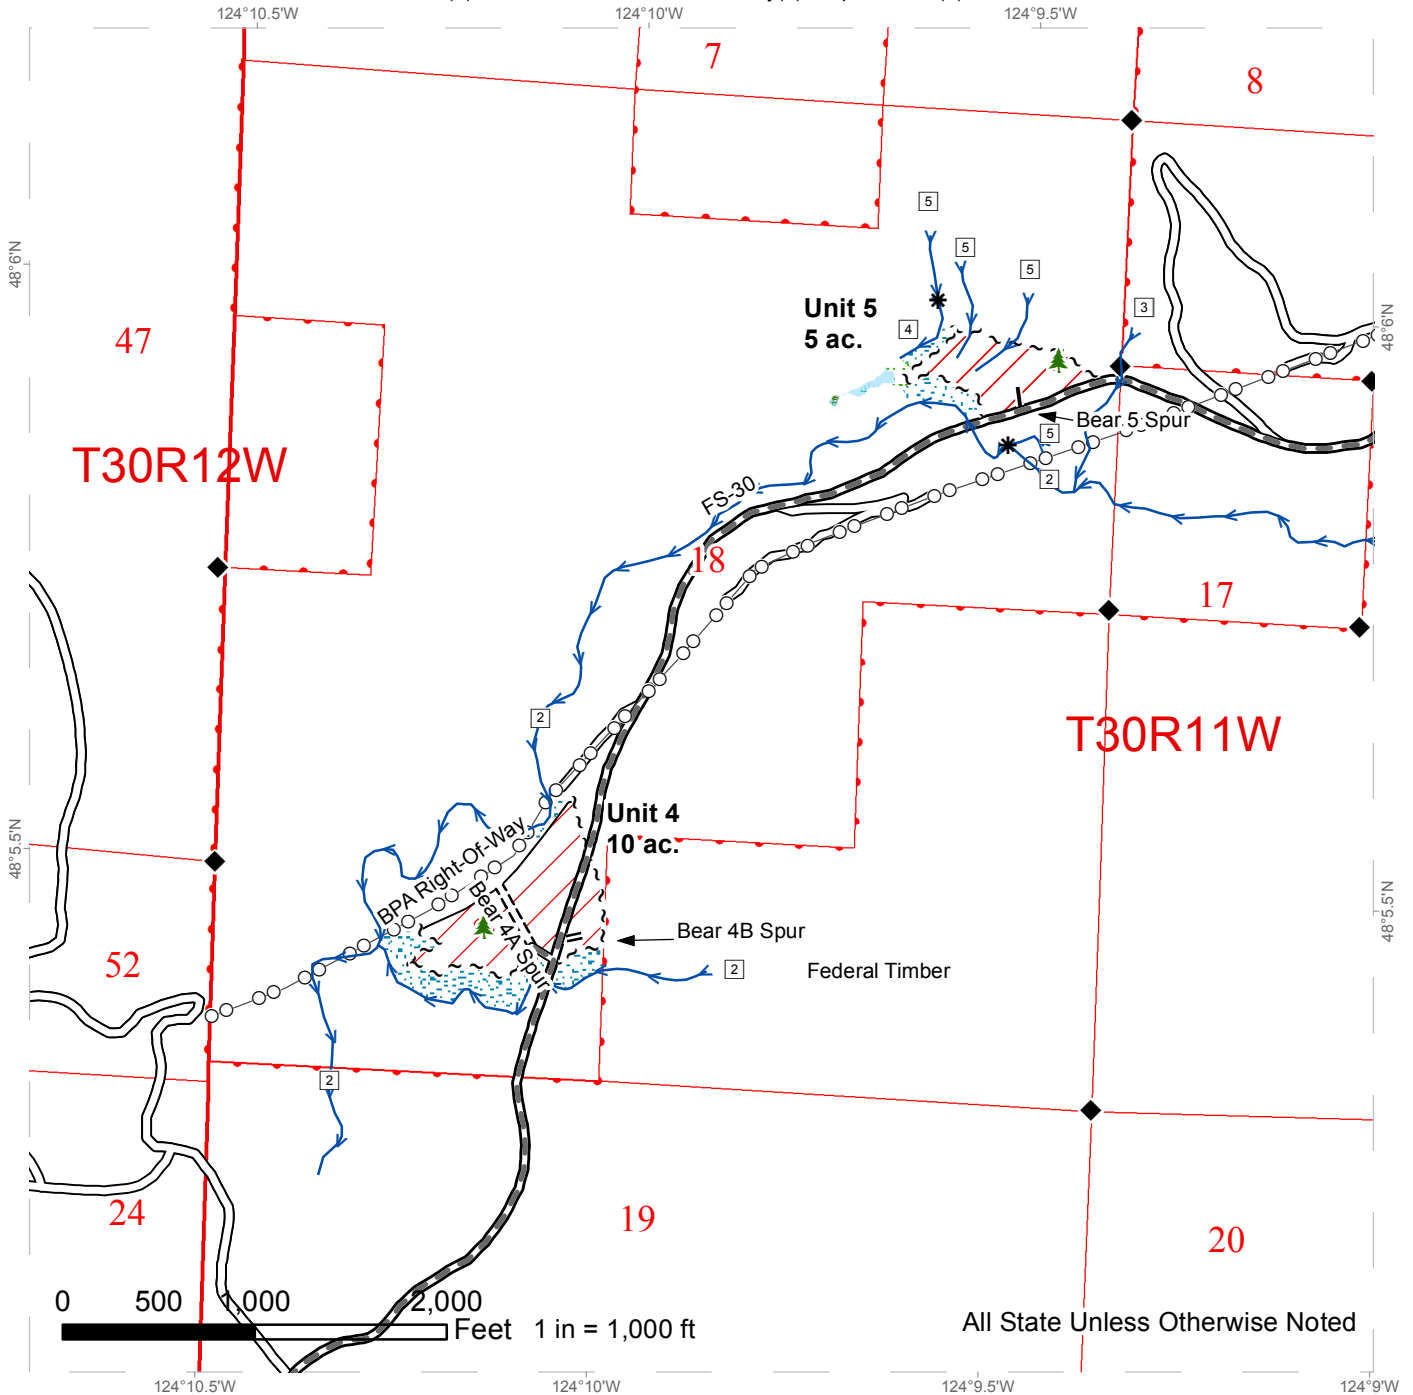 124°10.5'W
124°10'W
124°9.5'W
7
8
48°6'N
5
5
5
3
Unit 5
5 ac.
4
48°6'N
47
Bear 5 Spur
5
T30R12W
2
FS-30
18
17
2
T30R11W
Unit 4
10 ac.
48°5.5'N
BPA Right-Of-Way
Bear 4A Spur
Bear 4B Spur
48°5.5'N
52
2
Federal Timber
2
24
19
20
0 500 1,000 2,000
Feet 1 in = 1,000 ft
All State Unless Otherwise Noted
124°10.5'W
124°10'W
124°9.5'W
124°9'W